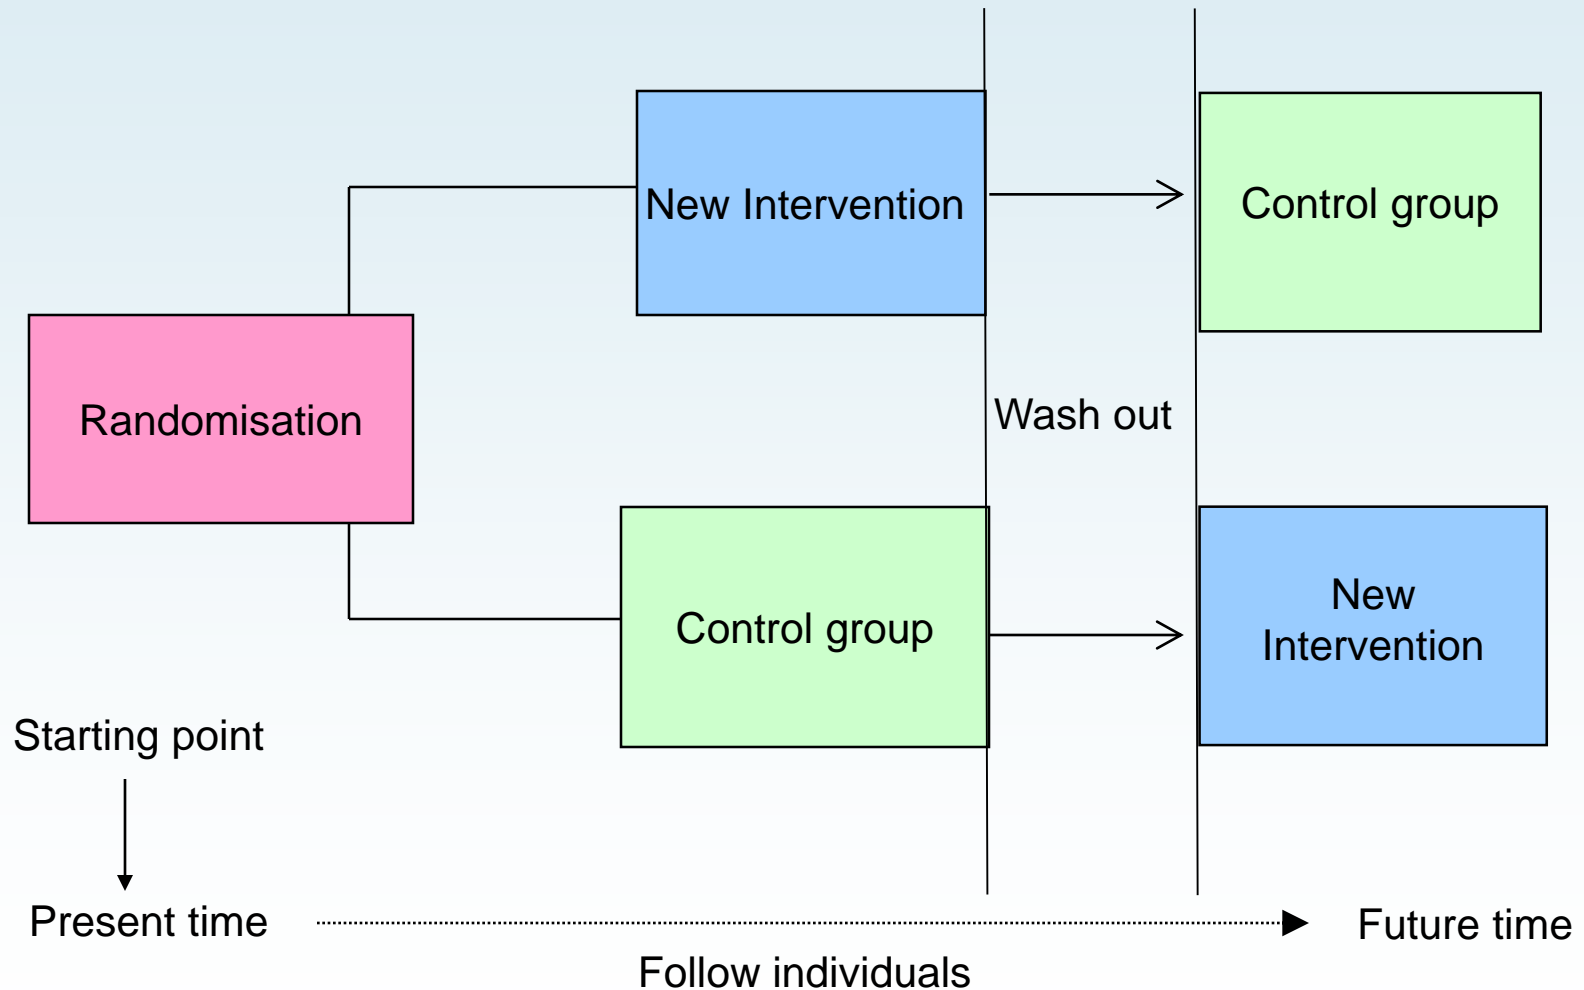 New Intervention
Control group
Randomisation
Wash out
Control group
New
Intervention
Starting point
Present time
Future time
Follow individuals